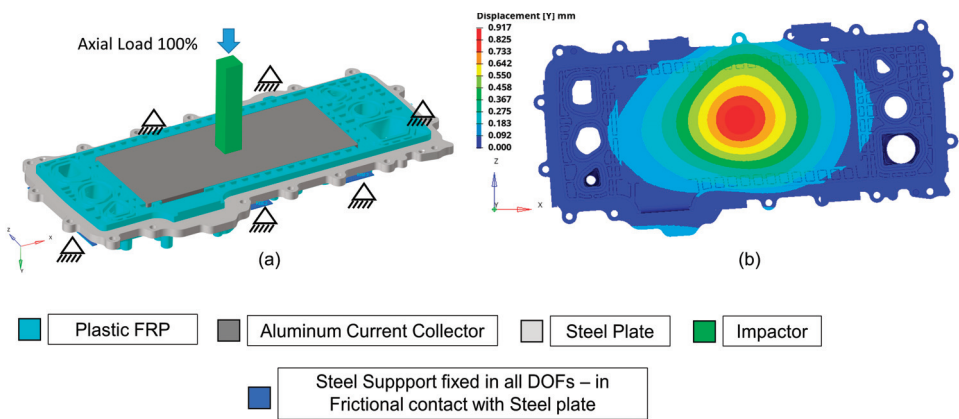 Axial Load 100%
z
x
Y
(a)
Displacement [Y] mm
0.917
0.825
0.733
0.642
0.550
0.458
0.367
0.275
0.183
0.092
0.000
Z
Y
X
(b)
Plastic FRP
Aluminum Current Collector
Steel Plate
Impactor
Steel Suppport fixed in all DOFs – in
Frictional contact with Steel plate